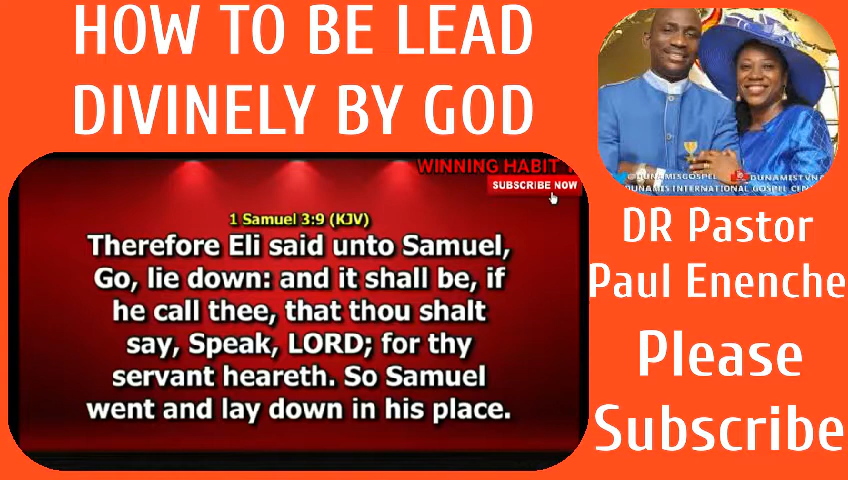 HOW TO BE LEAD
DIVINELY BY GOD
WINNING HABIT
SUBSCRIBE NOW
1 Samuel 3:9 (KJV)
Therefore Eli said unto Samuel,
Go, lie down: and it shall be, if
he call thee, that thou shalt
say, Speak, LORD; for thy
servant heareth. So Samuel
went and lay down in his place.
@DUNAMISGOSPEL
DUNAMISTVNA
DUNAMIS INTERNATIONAL GOSPEL CEN
DR Pastor
Paul Enenche
Please
Subscribe